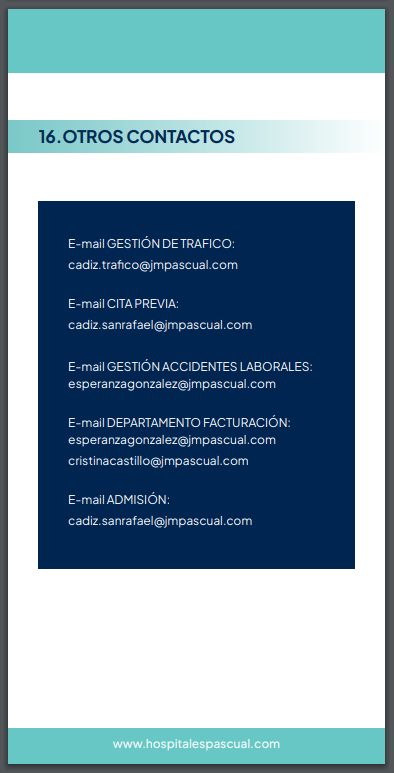 16.OTROS CONTACTOS
E-mail GESTIÓN DE TRAFICO:
cadiz.trafico@jmpascual.com
E-mail CITA PREVIA:
cadiz.sanrafael@jmpascual.com
E-mail GESTIÓN ACCIDENTES LABORALES:
esperanzagonzalez@jmpascual.com
E-mail DEPARTAMENTO FACTURACIÓN:
esperanzagonzalez@jmpascual.com
cristinacastillo@jmpascual.com
E-mail ADMISIÓN:
cadiz.sanrafael@jmpascual.com
www.hospitalespascual.com